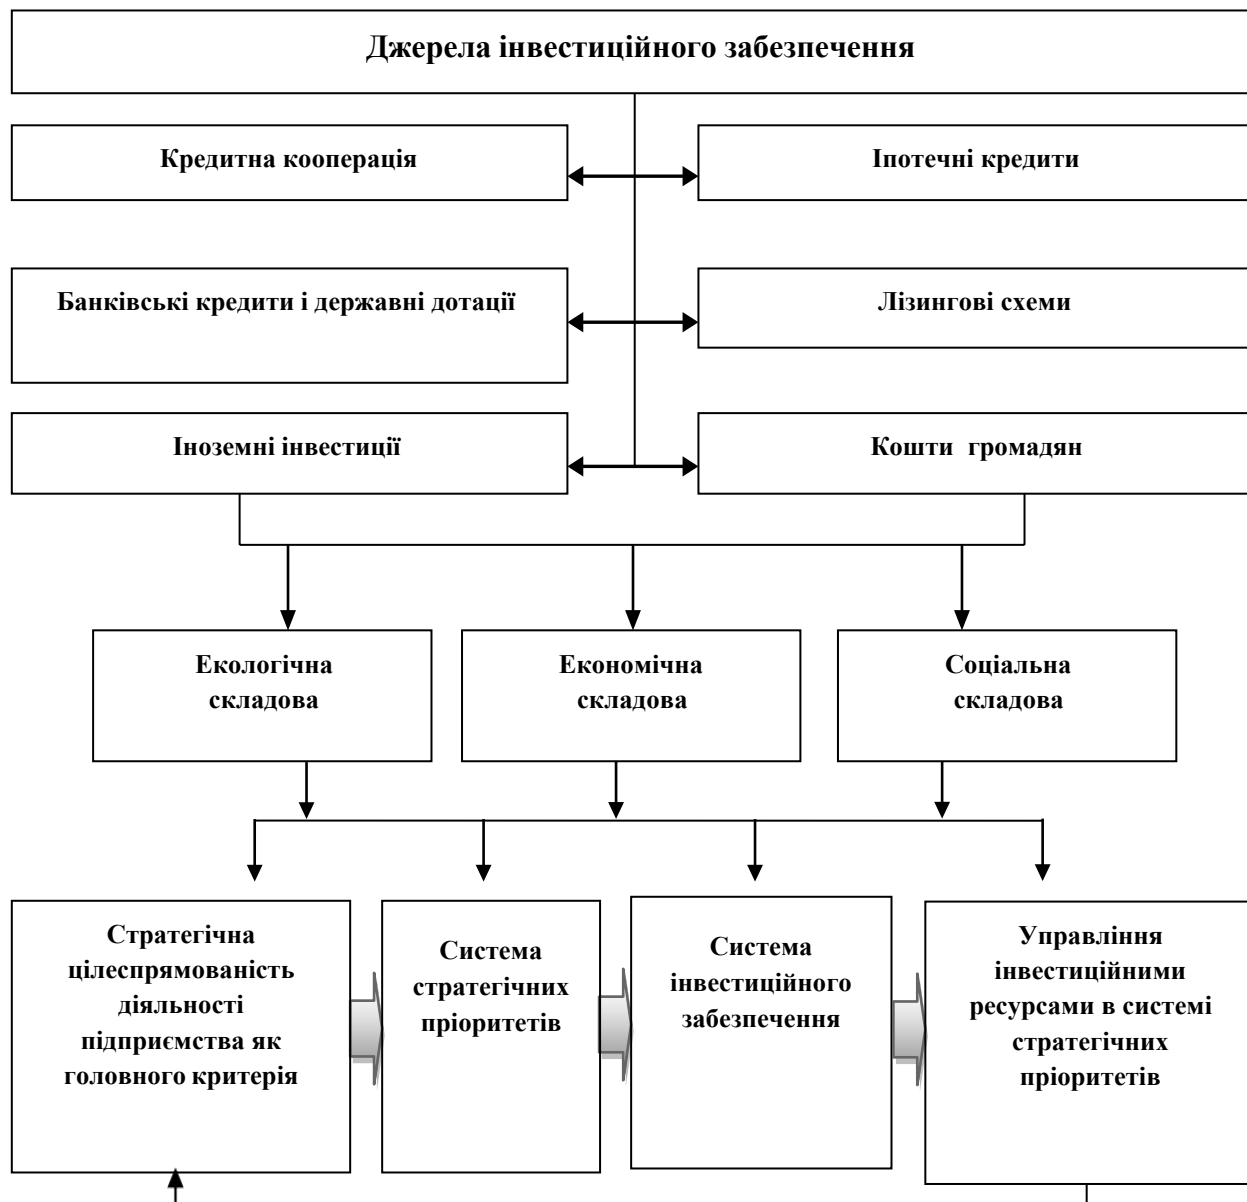 Джерела інвестиційного забезпечення
Кредитна кооперація
Іпотечні кредити
Банківські кредити і державні дотації
Лізингові схеми
Іноземні інвестиції
Кошти громадян
Екологічна
складова
Економічна
складова
Соціальна
складова
Стратегічна
цілеспрямованість
діяльності
підприємства як
головного критерія
Система
стратегічних
пріоритетів
Система
інвестиційного
забезпечення
Управління
інвестиційними
ресурсами в системі
стратегічних
пріоритетів